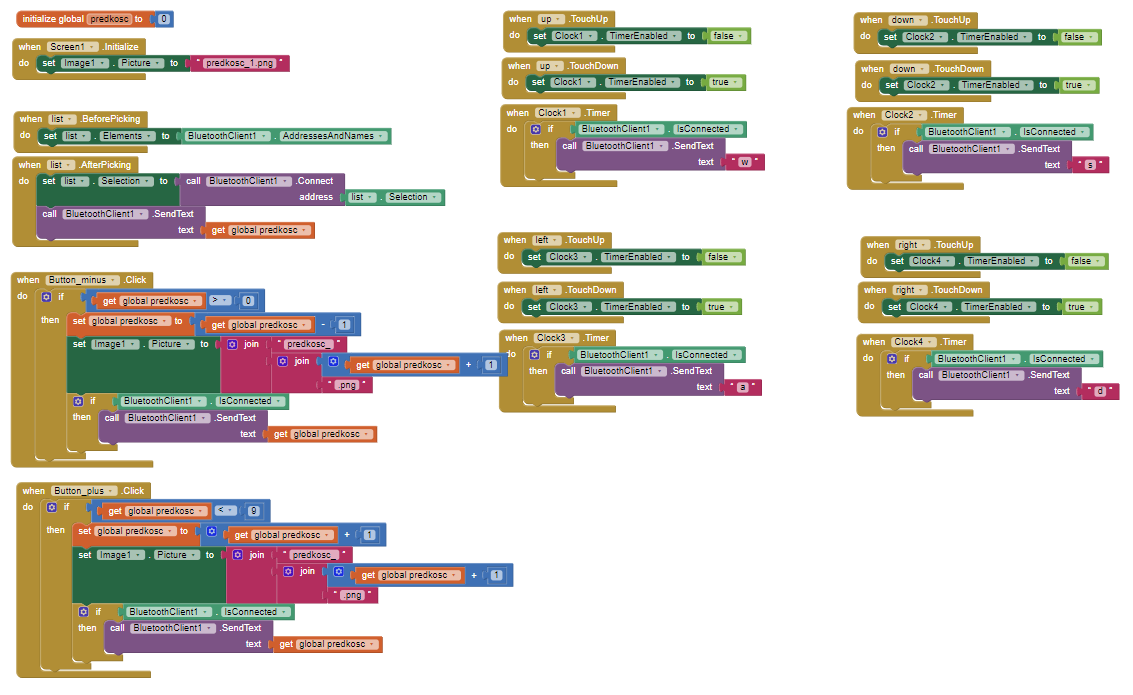 initialize global predkosc to 0
when Screen1 .Initialize
do set Image1 . Picture to " predkosc_1.png "
when list .BeforePicking
do set list . Elements to BluetoothClient1 . AddressesAndNames
when list .AfterPicking
do set list . Selection to call BluetoothClient1 .Connect
address list . Selection
call BluetoothClient1 .SendText
text get global predkosc
when Button_minus .Click
do if get global predkosc > 0
then set global predkosc to get global predkosc - 1
set Image1 . Picture to join " predkosc_ "
join get global predkosc + 1
" .png "
if BluetoothClient1 . IsConnected
then call BluetoothClient1 .SendText
text get global predkosc
when Button_plus .Click
do if get global predkosc < 9
then set global predkosc to get global predkosc + 1
set Image1 . Picture to join " predkosc_ "
join get global predkosc + 1
" .png "
if BluetoothClient1 . IsConnected
then call BluetoothClient1 .SendText
text get global predkosc
when up .TouchUp
do set Clock1 . TimerEnabled to false
when up .TouchDown
do set Clock1 . TimerEnabled to true
when Clock1 .Timer
do if BluetoothClient1 . IsConnected
then call BluetoothClient1 .SendText
text " w "
when left .TouchUp
do set Clock3 . TimerEnabled to false
when left .TouchDown
do set Clock3 . TimerEnabled to true
when Clock3 .Timer
do if BluetoothClient1 . IsConnected
then call BluetoothClient1 .SendText
text " a "
when down .TouchUp
do set Clock2 . TimerEnabled to false
when down .TouchDown
do set Clock2 . TimerEnabled to true
when Clock2 .Timer
do if BluetoothClient1 . IsConnected
then call BluetoothClient1 .SendText
text " s "
when right .TouchUp
do set Clock4 . TimerEnabled to false
when right .TouchDown
do set Clock4 . TimerEnabled to true
when Clock4 .Timer
do if BluetoothClient1 . IsConnected
then call BluetoothClient1 .SendText
text " d "